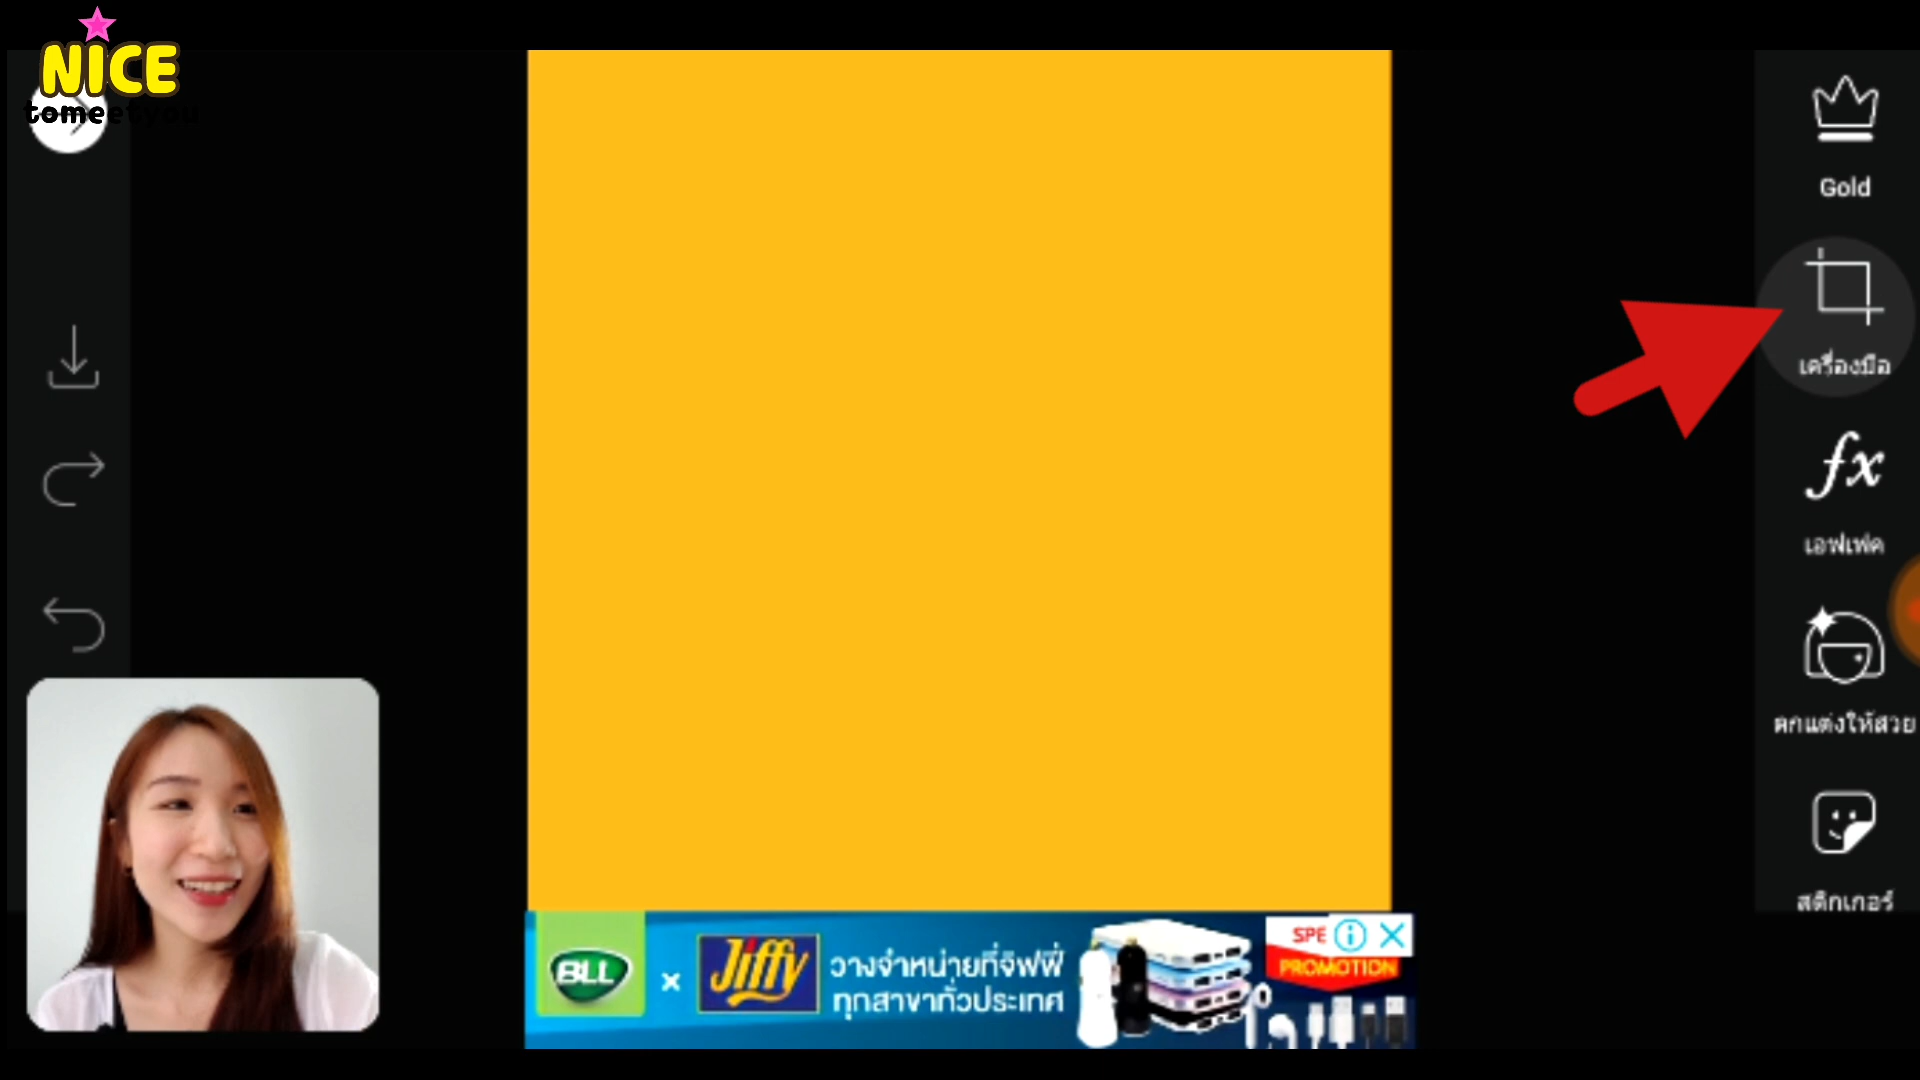 NICE
tomeetyou
Gold
เครื่องมือ
เอฟเฟค
ตกแต่งให้สวย
สติกเกอร์
BLL x Jiffy
วางจำหน่ายที่จิฟฟี่
ทุกสาขาทั่วประเทศ
SPE
PROMOTION